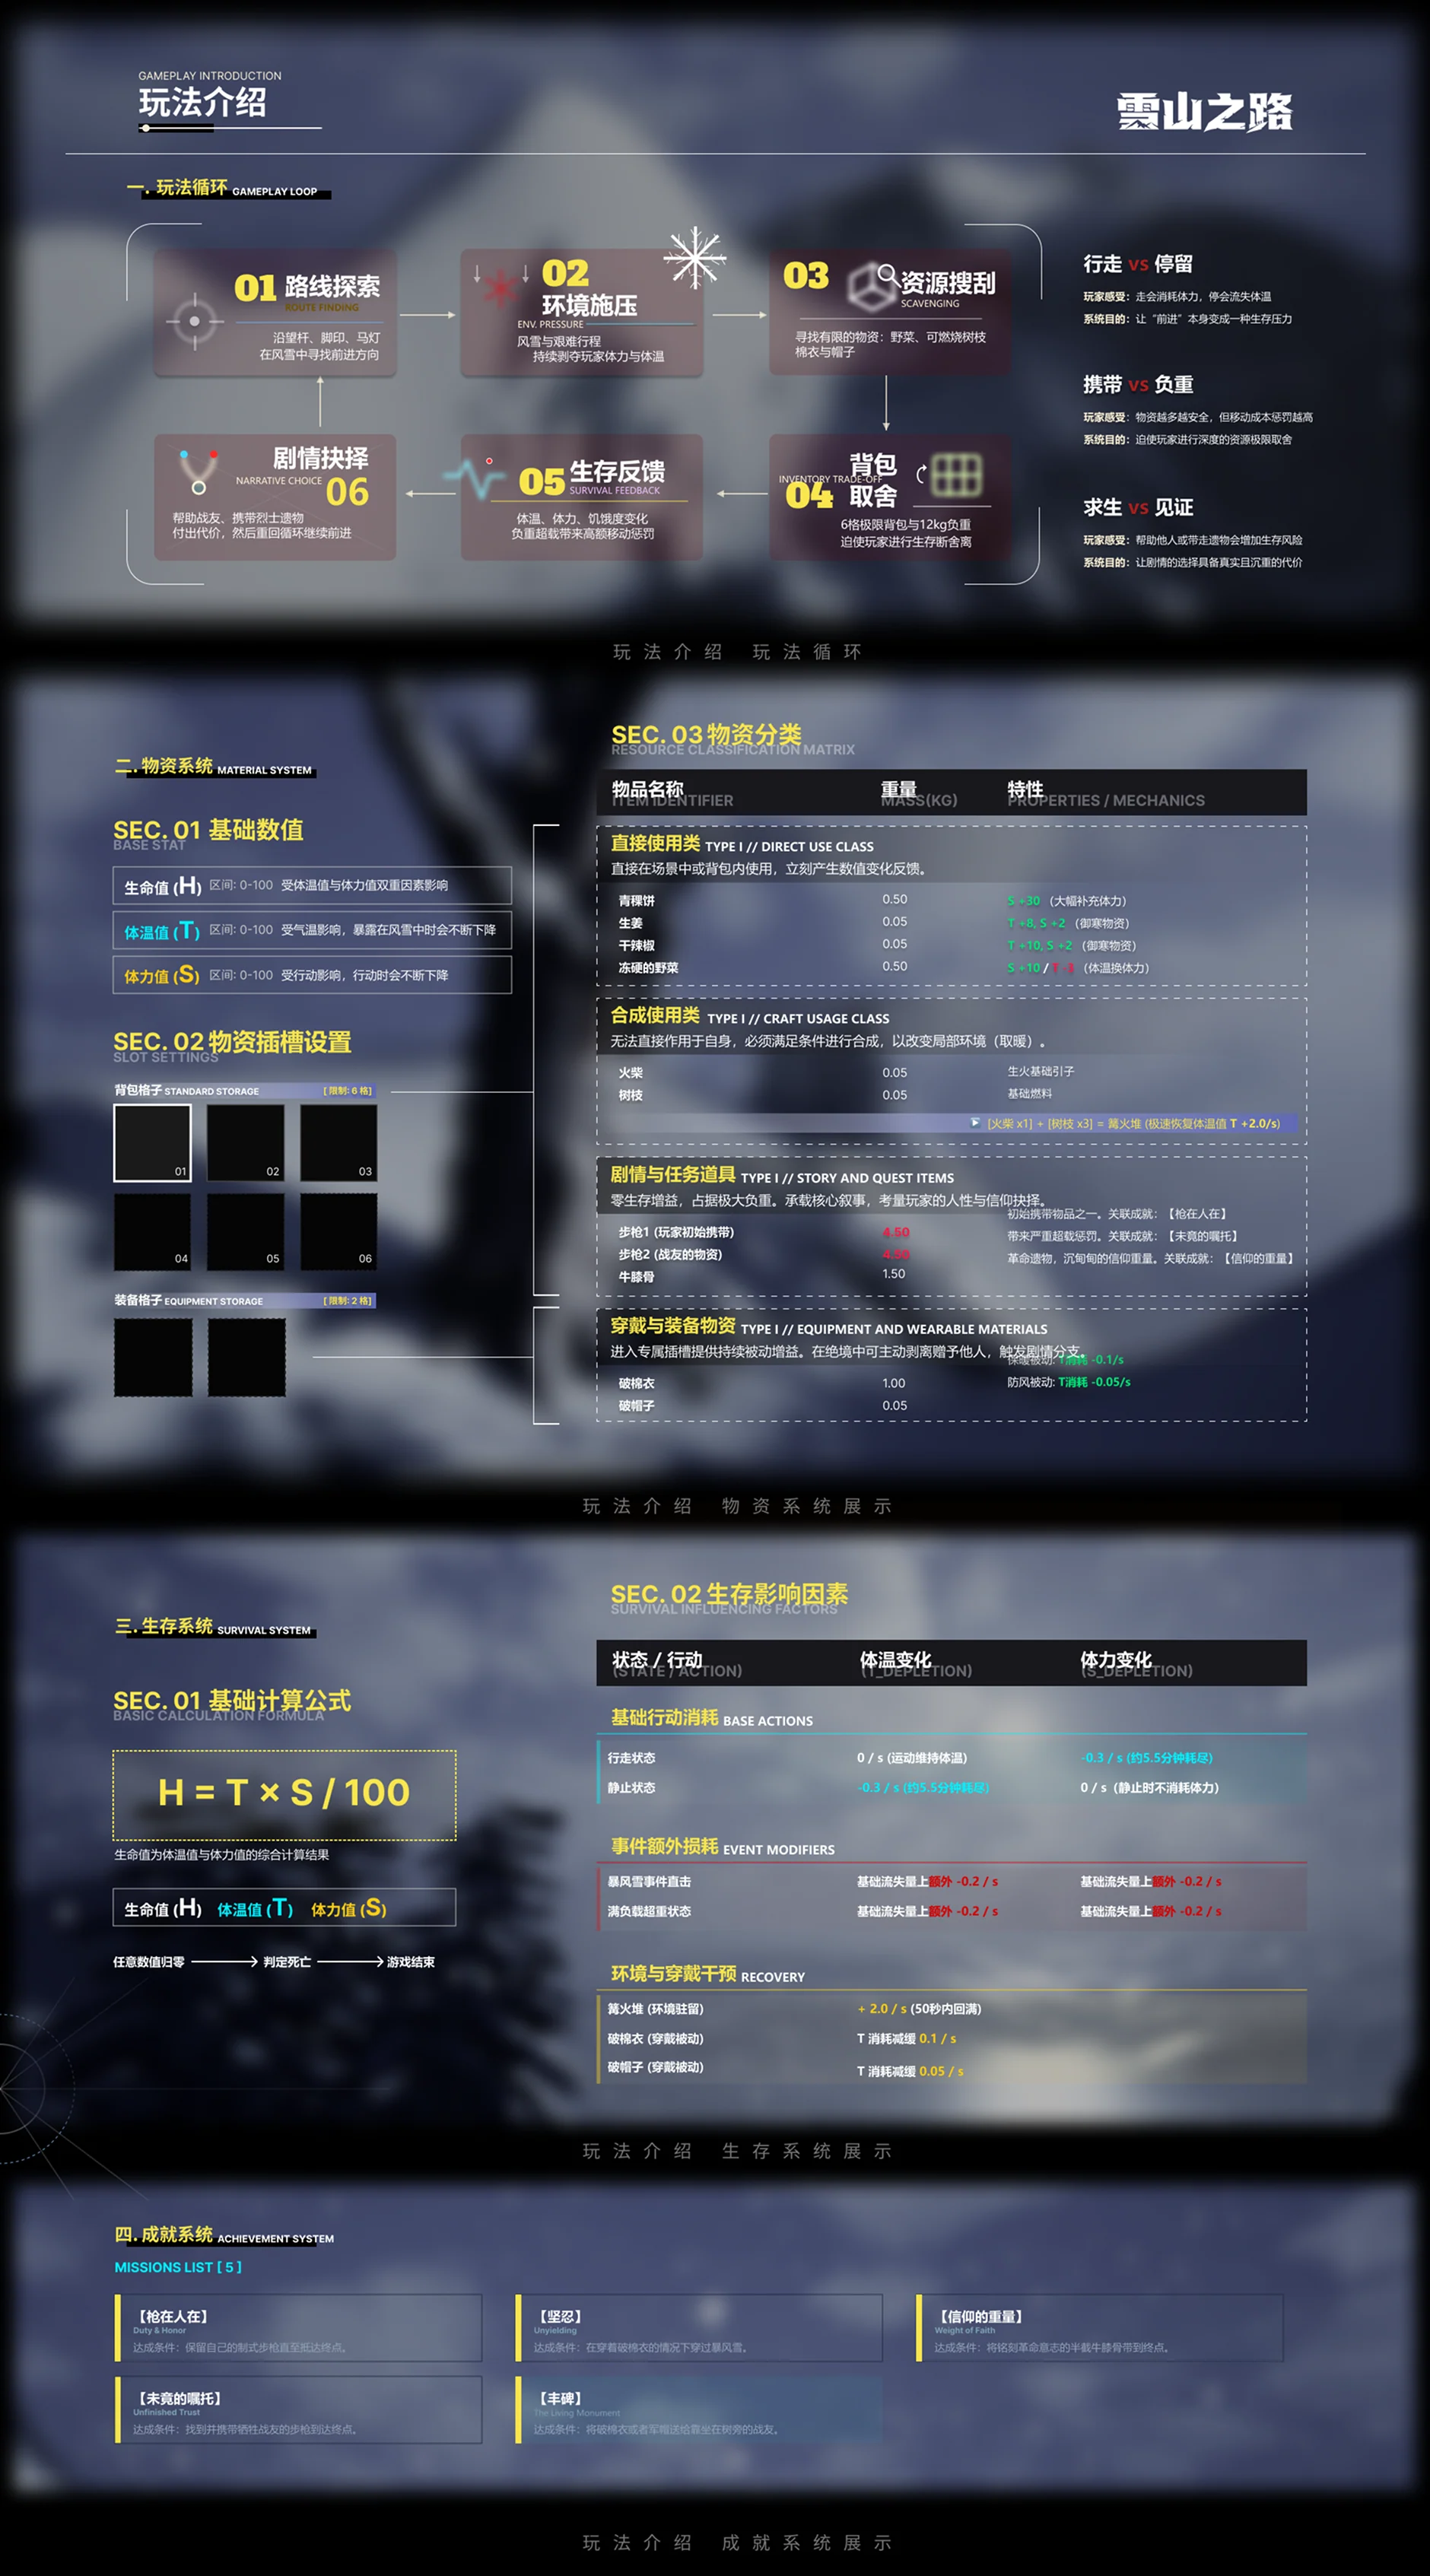 GAMEPLAY INTRODUCTION
玩法介绍
雲山之路
一. 玩法循环 GAMEPLAY LOOP
01 路线探索
ROUTE FINDING
沿望杆、脚印、马灯
在风雪中寻找前进方向
02
环境施压
ENV. PRESSURE
风雪与艰难行程
持续剥夺玩家体力与体温
03 资源搜刮
SCAVENGING
寻找有限的物资：野菜、可燃烧树枝
棉衣与帽子
背包
INVENTORY TRADE-OFF
04 取舍
6格极限背包与12kg负重
迫使玩家进行生存断舍离
05 生存反馈
SURVIVAL FEEDBACK
体温、体力、饥饿度变化
负重超载带来高额移动惩罚
剧情抉择
NARRATIVE CHOICE 06
帮助战友、携带烈士遗物
付出代价，然后重回循环继续前进
行走 VS 停留
玩家感受：走会消耗体力，停会流失体温
系统目的：让“前进”本身变成一种生存压力
携带 VS 负重
玩家感受：物资越多越安全，但移动成本惩罚越高
系统目的：迫使玩家进行深度的资源极限取舍
求生 VS 见证
玩家感受：帮助他人或带走遗物会增加生存风险
系统目的：让剧情的选择具备真实且沉重的代价
玩法介绍 玩法循环
二. 物资系统 MATERIAL SYSTEM
SEC. 01 基础数值
BASE STAT
生命值 (H) 区间: 0-100 受体温值与体力值双重因素影响
体温值 (T) 区间: 0-100 受气温影响，暴露在风雪中时会不断下降
体力值 (S) 区间: 0-100 受行动影响，行动时会不断下降
SEC. 02 物资插槽设置
SLOT SETTINGS
背包格子 STANDARD STORAGE [ 限制: 6 格]
01 02 03
04 05 06
装备格子 EQUIPMENT STORAGE [ 限制: 2 格]
SEC. 03 物资分类
RESOURCE CLASSIFICATION MATRIX
物品名称 重量 特性
ITEM IDENTIFIER MASS(KG) PROPERTIES / MECHANICS
直接使用类 TYPE I // DIRECT USE CLASS
直接在场景中或背包内使用，立刻产生数值变化反馈。
青稞饼 0.50 S +30 （大幅补充体力）
生姜 0.05 T +8, S +2 （御寒物资）
干辣椒 0.05 T +10, S +2 （御寒物资）
冻硬的野菜 0.50 S +10 / T -3 （体温换体力）
合成使用类 TYPE I // CRAFT USAGE CLASS
无法直接作用于自身，必须满足条件进行合成，以改变局部环境（取暖）。
火柴 0.05 生火基础引子
树枝 0.05 基础燃料
[火柴 x1] + [树枝 x3] = 篝火堆 (极速恢复体温值 T +2.0/s)
剧情与任务道具 TYPE I // STORY AND QUEST ITEMS
零生存增益，占据极大负重。承载核心叙事，考量玩家的人性与信仰抉择。
初始携带物品之一。关联成就：【枪在人在】
步枪1 (玩家初始携带) 4.50
带来严重超载惩罚。关联成就：【未竟的嘱托】
步枪2 (战友的物资) 4.50
革命遗物，沉甸甸的信仰重量。关联成就：【信仰的重量】
牛膝骨 1.50
穿戴与装备物资 TYPE I // EQUIPMENT AND WEARABLE MATERIALS
进入专属插槽提供持续被动增益。在绝境中可主动剥离赠予他人，触发剧情分支。
保暖被动: T消耗 -0.1/s
破棉衣 1.00
防风被动: T消耗 -0.05/s
破帽子 0.05
玩法介绍 物资系统展示
三. 生存系统 SURVIVAL SYSTEM
SEC. 01 基础计算公式
BASIC CALCULATION FORMULA
H = T × S / 100
生命值为体温值与体力值的综合计算结果
生命值 (H) 体温值 (T) 体力值 (S)
任意数值归零 判定死亡 游戏结束
SEC. 02 生存影响因素
SURVIVAL INFLUENCING FACTORS
状态 / 行动 体温变化 体力变化
(STATE / ACTION) (T_DEPLETION) (S_DEPLETION)
基础行动消耗 BASE ACTIONS
行走状态 0 / s (运动维持体温) -0.3 / s (约5.5分钟耗尽)
静止状态 -0.3 / s (约5.5分钟耗尽) 0 / s（静止时不消耗体力）
事件额外损耗 EVENT MODIFIERS
暴风雪事件直击 基础流失量上额外 -0.2 / s 基础流失量上额外 -0.2 / s
满负载超重状态 基础流失量上额外 -0.2 / s 基础流失量上额外 -0.2 / s
环境与穿戴干预 RECOVERY
篝火堆 (环境驻留) + 2.0 / s (50秒内回满)
破棉衣 (穿戴被动) T 消耗减缓 0.1 / s
破帽子 (穿戴被动) T 消耗减缓 0.05 / s
玩法介绍 生存系统展示
四. 成就系统 ACHIEVEMENT SYSTEM
MISSIONS LIST [ 5 ]
【枪在人在】
Duty & Honor
达成条件：保留自己的制式步枪直至抵达终点。
【坚忍】
Unyielding
达成条件：在穿着破棉衣的情况下穿过暴风雪。
【信仰的重量】
Weight of Faith
达成条件：将铭刻革命意志的半截牛膝骨带到终点。
【未竟的嘱托】
Unfinished Trust
达成条件：找到并携带牺牲战友的步枪到达终点。
【丰碑】
The Living Monument
达成条件：将破棉衣或者军帽送给靠坐在树旁的战友。
玩法介绍 成就系统展示